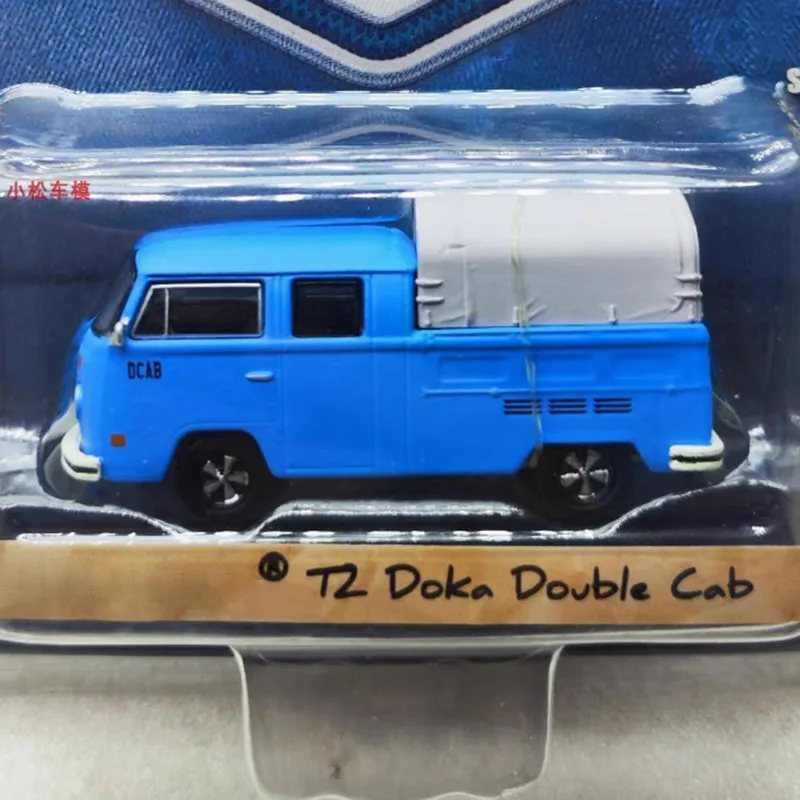 S
小松车模
DCAB
® T2 Doka Double Cab